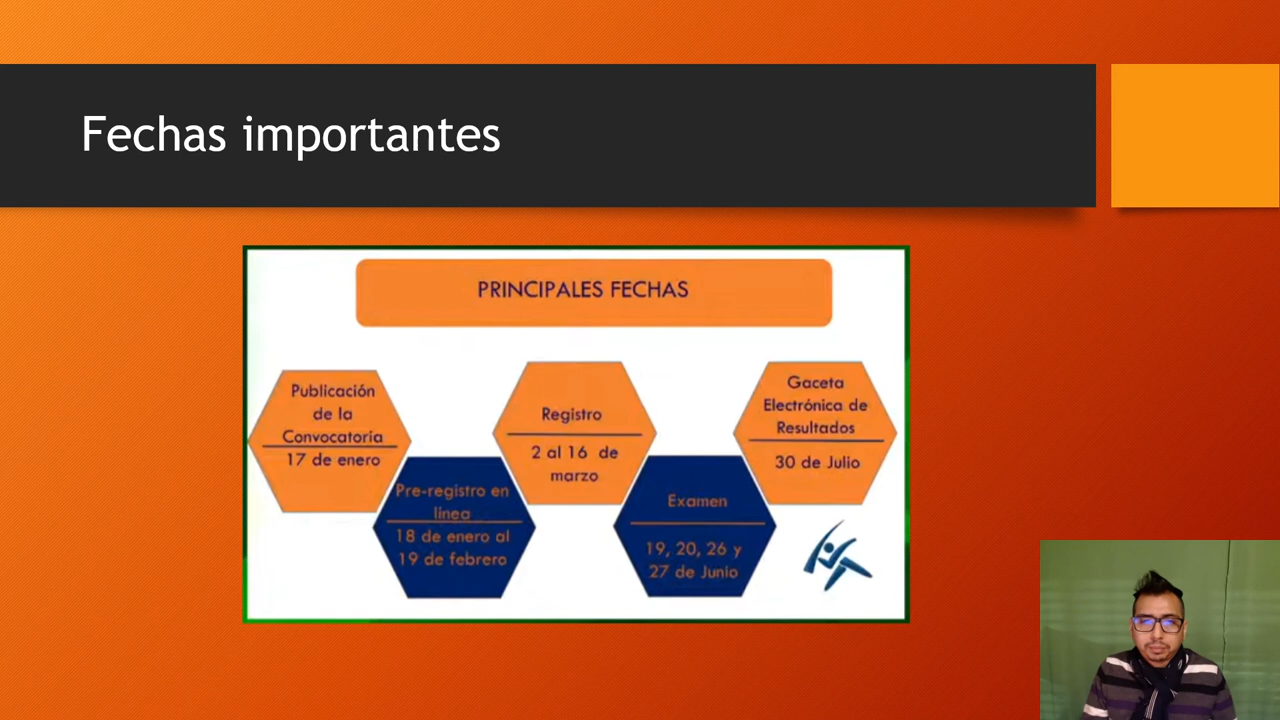 Fechas importantes
PRINCIPALES FECHAS
Publicación
de la
Convocatoria
17 de enero
Pre-registro en
línea
18 de enero al
19 de febrero
Registro
2 al 16 de
marzo
Examen
19, 20, 26 y
27 de Junio
Gaceta
Electrónica de
Resultados
30 de Julio